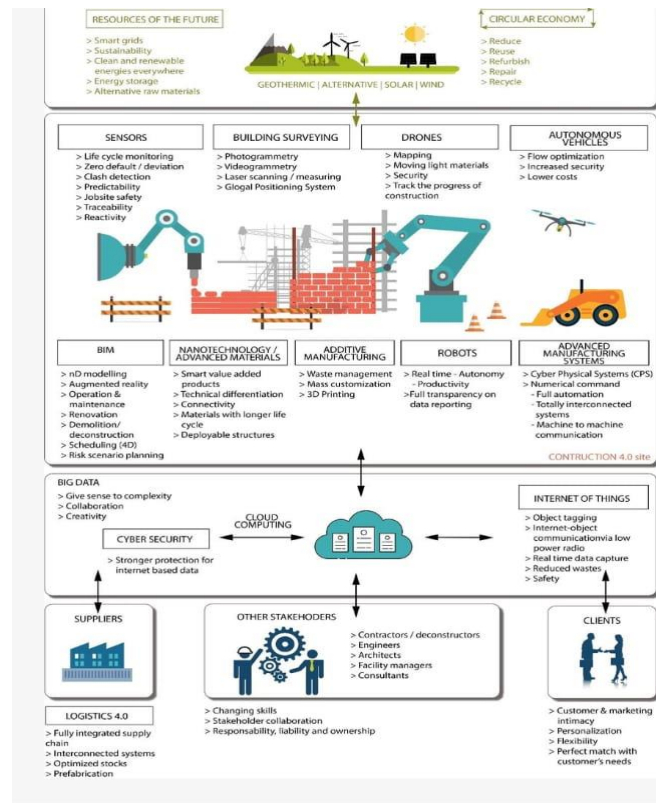 RESOURCES OF THE FUTURE
> Smart grids
> Sustainability
> Clean and renewable
energies everywhere
> Energy storage
> Alternative raw materials
GEOTHERMIC | ALTERNATIVE | SOLAR | WIND
CIRCULAR ECONOMY
> Reduce
> Reuse
> Refurbish
> Repair
> Recycle
SENSORS
> Life cycle monitoring
> Zero default / deviation
> Clash detection
> Predictability
> Jobsite safety
> Traceability
> Reactivity
BUILDING SURVEYING
> Photogrammetry
> Videogrammetry
> Laser scanning / measuring
> Glogal Positioning System
DRONES
> Mapping
> Moving light materials
> Security
> Track the progress of
construction
AUTONOMOUS
VEHICLES
> Flow optimization
> Increased security
> Lower costs
BIM
> nD modelling
> Augmented reality
> Operation &
maintenance
> Renovation
> Demolition/
deconstruction
> Scheduling (4D)
> Risk scenario planning
NANOTECHNOLOGY /
ADVANCED MATERIALS
> Smart value added
products
> Technical differentiation
> Connectivity
> Materials with longer life
cycle
> Deployable structures
ADDITIVE
MANUFACTURING
> Waste management
> Mass customization
> 3D Printing
ROBOTS
> Real time - Autonomy
- Productivity
>Full transparency on
data reporting
ADVANCED
MANUFACTURING
SYSTEMS
> Cyber Physical Systems (CPS)
> Numerical command
- Full automation
- Totally interconnected
systems
- Machine to machine
communication
CONTRUCTION 4.0 site
BIG DATA
> Give sense to complexity
> Collaboration
> Creativity
CYBER SECURITY
> Stronger protection for
internet based data
CLOUD
COMPUTING
INTERNET OF THINGS
> Object tagging
> Internet-object
communicationvia low
power radio
> Real time data capture
> Reduced wastes
> Safety
SUPPLIERS
LOGISTICS 4.0
> Fully integrated supply
chain
> Interconnected systems
> Optimized stocks
> Prefabrication
OTHER STAKEHODERS
> Contractors / deconstructors
> Engineers
> Architects
> Facility managers
> Consultants
> Changing skills
> Stakeholder collaboration
> Responsability, liability and ownership
CLIENTS
> Customer & marketing
intimacy
> Personalization
> Flexibility
> Perfect match with
customer's needs